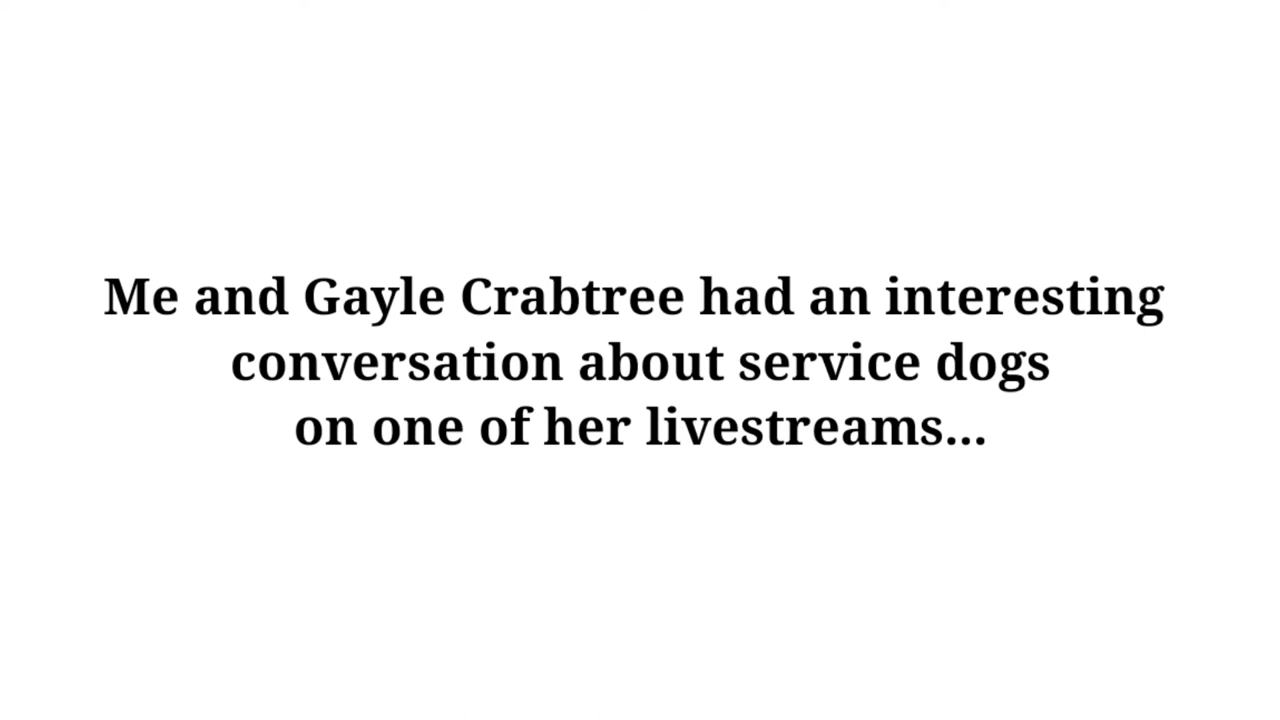 Me and Gayle Crabtree had an interesting
conversation about service dogs
on one of her livestreams...